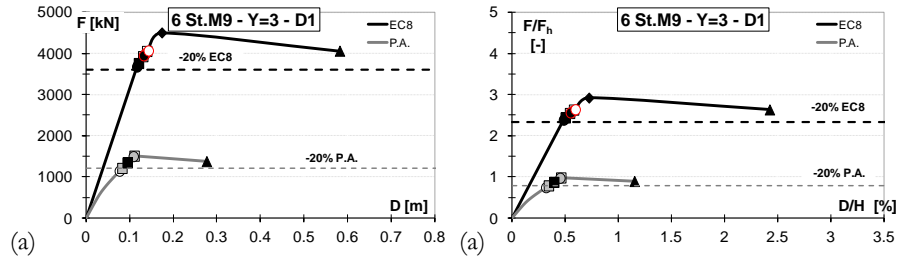 F [kN]
6 St.M9 - Y=3 - D1
EC8
P.A.
5000
4000
3000
2000
1000
0
-20% EC8
-20% P.A.
D [m]
0 0.1 0.2 0.3 0.4 0.5 0.6 0.7 0.8
(a)
F/Fh
[-]
6 St.M9 - Y=3 - D1
EC8
P.A.
5
4
3
2
1
0
-20% EC8
-20% P.A.
D/H [%]
0 0.5 1 1.5 2 2.5 3 3.5
(a)